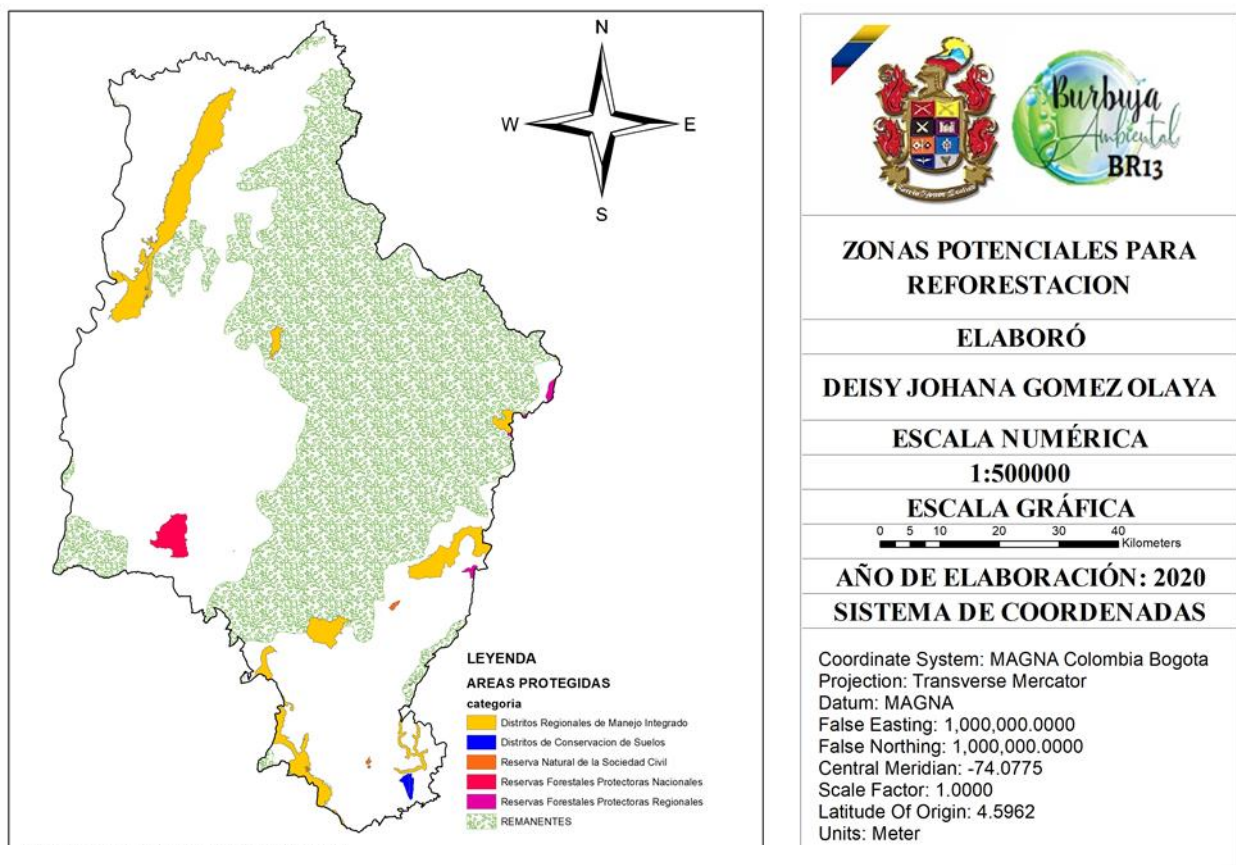 N
W
E
S
LEYENDA
AREAS PROTEGIDAS
categoria
Distritos Regionales de Manejo Integrado
Distritos de Conservacion de Suelos
Reserva Natural de la Sociedad Civil
Reservas Forestales Protectoras Nacionales
Reservas Forestales Protectoras Regionales
REMANENTES
Burbuja
Ambiental
BR13
ZONAS POTENCIALES PARA
REFORESTACION
ELABORÓ
DEISY JOHANA GOMEZ OLAYA
ESCALA NUMÉRICA
1:500000
ESCALA GRÁFICA
0 5 10 20 30 40
Kilometers
AÑO DE ELABORACIÓN: 2020
SISTEMA DE COORDENADAS
Coordinate System: MAGNA Colombia Bogota
Projection: Transverse Mercator
Datum: MAGNA
False Easting: 1,000,000.0000
False Northing: 1,000,000.0000
Central Meridian: -74.0775
Scale Factor: 1.0000
Latitude Of Origin: 4.5962
Units: Meter